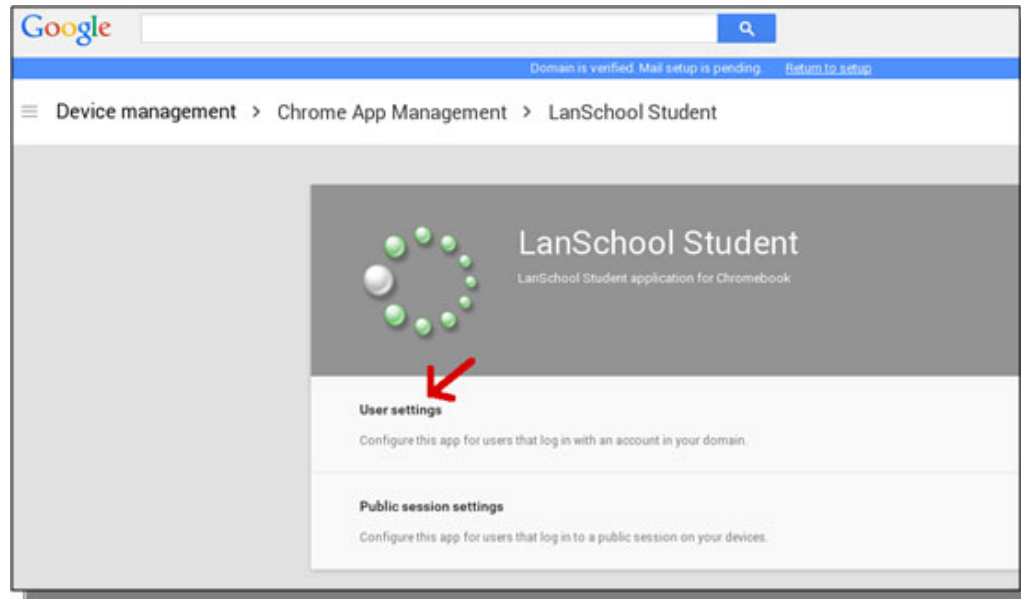 Google
Domain is verified. Mail setup is pending. Return to setup
Device management > Chrome App Management > LanSchool Student
LanSchool Student
LanSchool Student application for Chromebook
User settings
Configure this app for users that log in with an account in your domain.
Public session settings
Configure this app for users that log in to a public session on your devices.